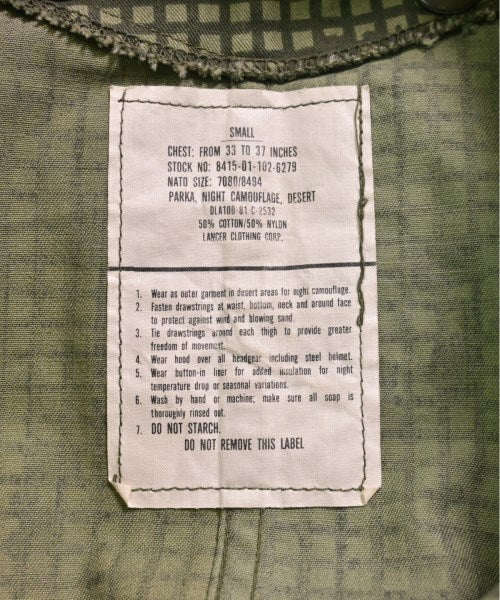 SMALL
CHEST: FROM 33 TO 37 INCHES
STOCK NO: 8415-01-102-6279
NATO SIZE: 7080/8494
PARKA, NIGHT CAMOUFLAGE, DESERT
DLA100-81-C-2532
50% COTTON/50% NYLON
LANCER CLOTHING CORP.
1. Wear as outer garment in desert areas for night camouflage.
2. Fasten drawstrings at waist, bottom, neck and around face
to protect against wind and blowing sand.
3. Tie drawstrings around each thigh to provide greater
freedom of movement.
4. Wear hood over all headgear including steel helmet.
5. Wear button-in liner for added insulation for night
temperature drop or seasonal variations.
6. Wash by hand or machine; make sure all soap is
thoroughly rinsed out.
7. DO NOT STARCH.
DO NOT REMOVE THIS LABEL